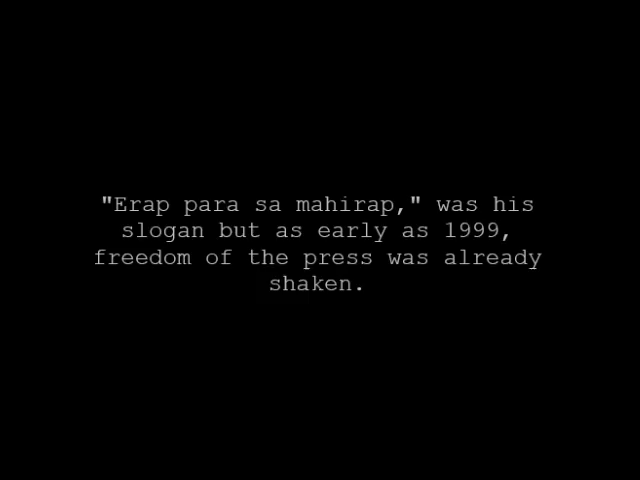 "Erap para sa mahirap," was his
slogan but as early as 1999,
freedom of the press was already
shaken.